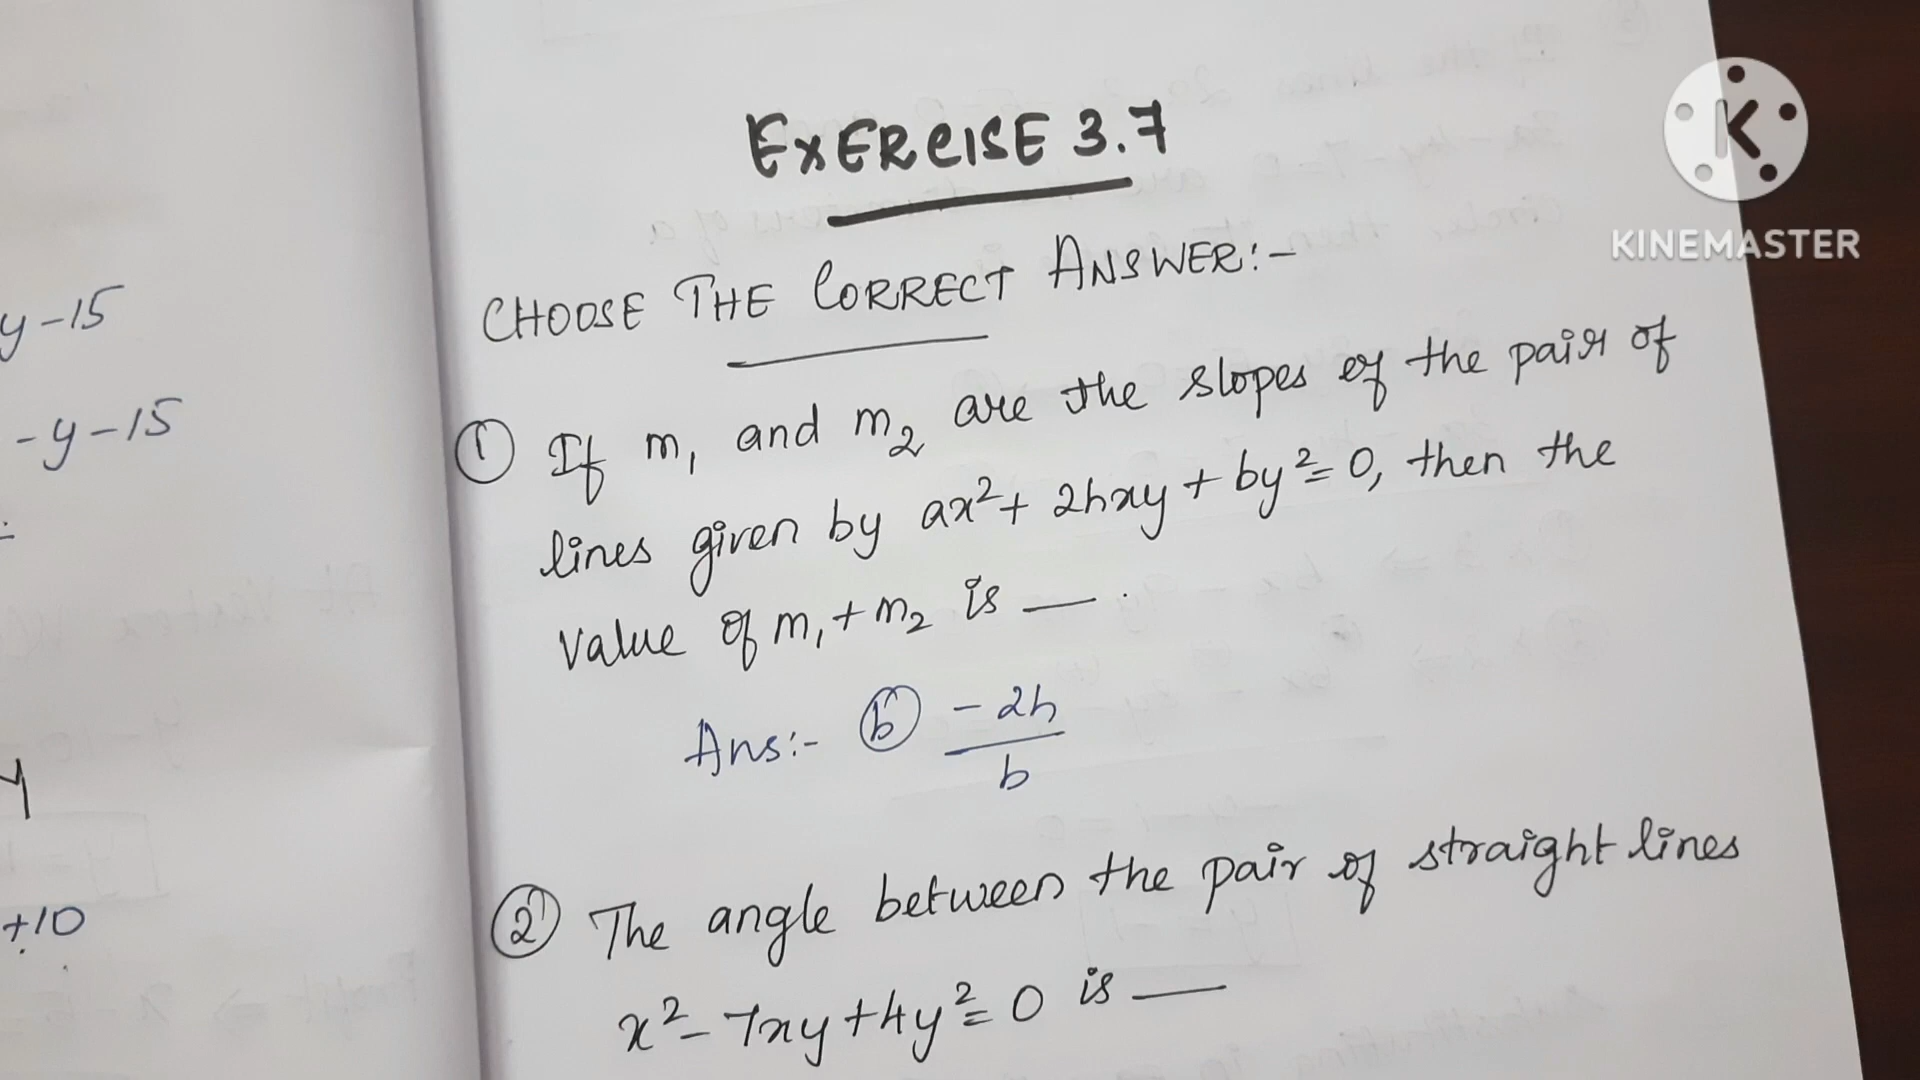 y-15
-y-15
y
+10
EXERCISE 3.7
CHOOSE THE CORRECT ANSWER:-
① If m₁ and m₂ are the slopes of the pair of
lines given by ax²+2hxy+by²=0, then the
value of m₁+m₂ is —.
Ans:- ⓑ -2h/b
② The angle between the pair of straight lines
x²-7xy+4y²=0 is —
KINEMASTER